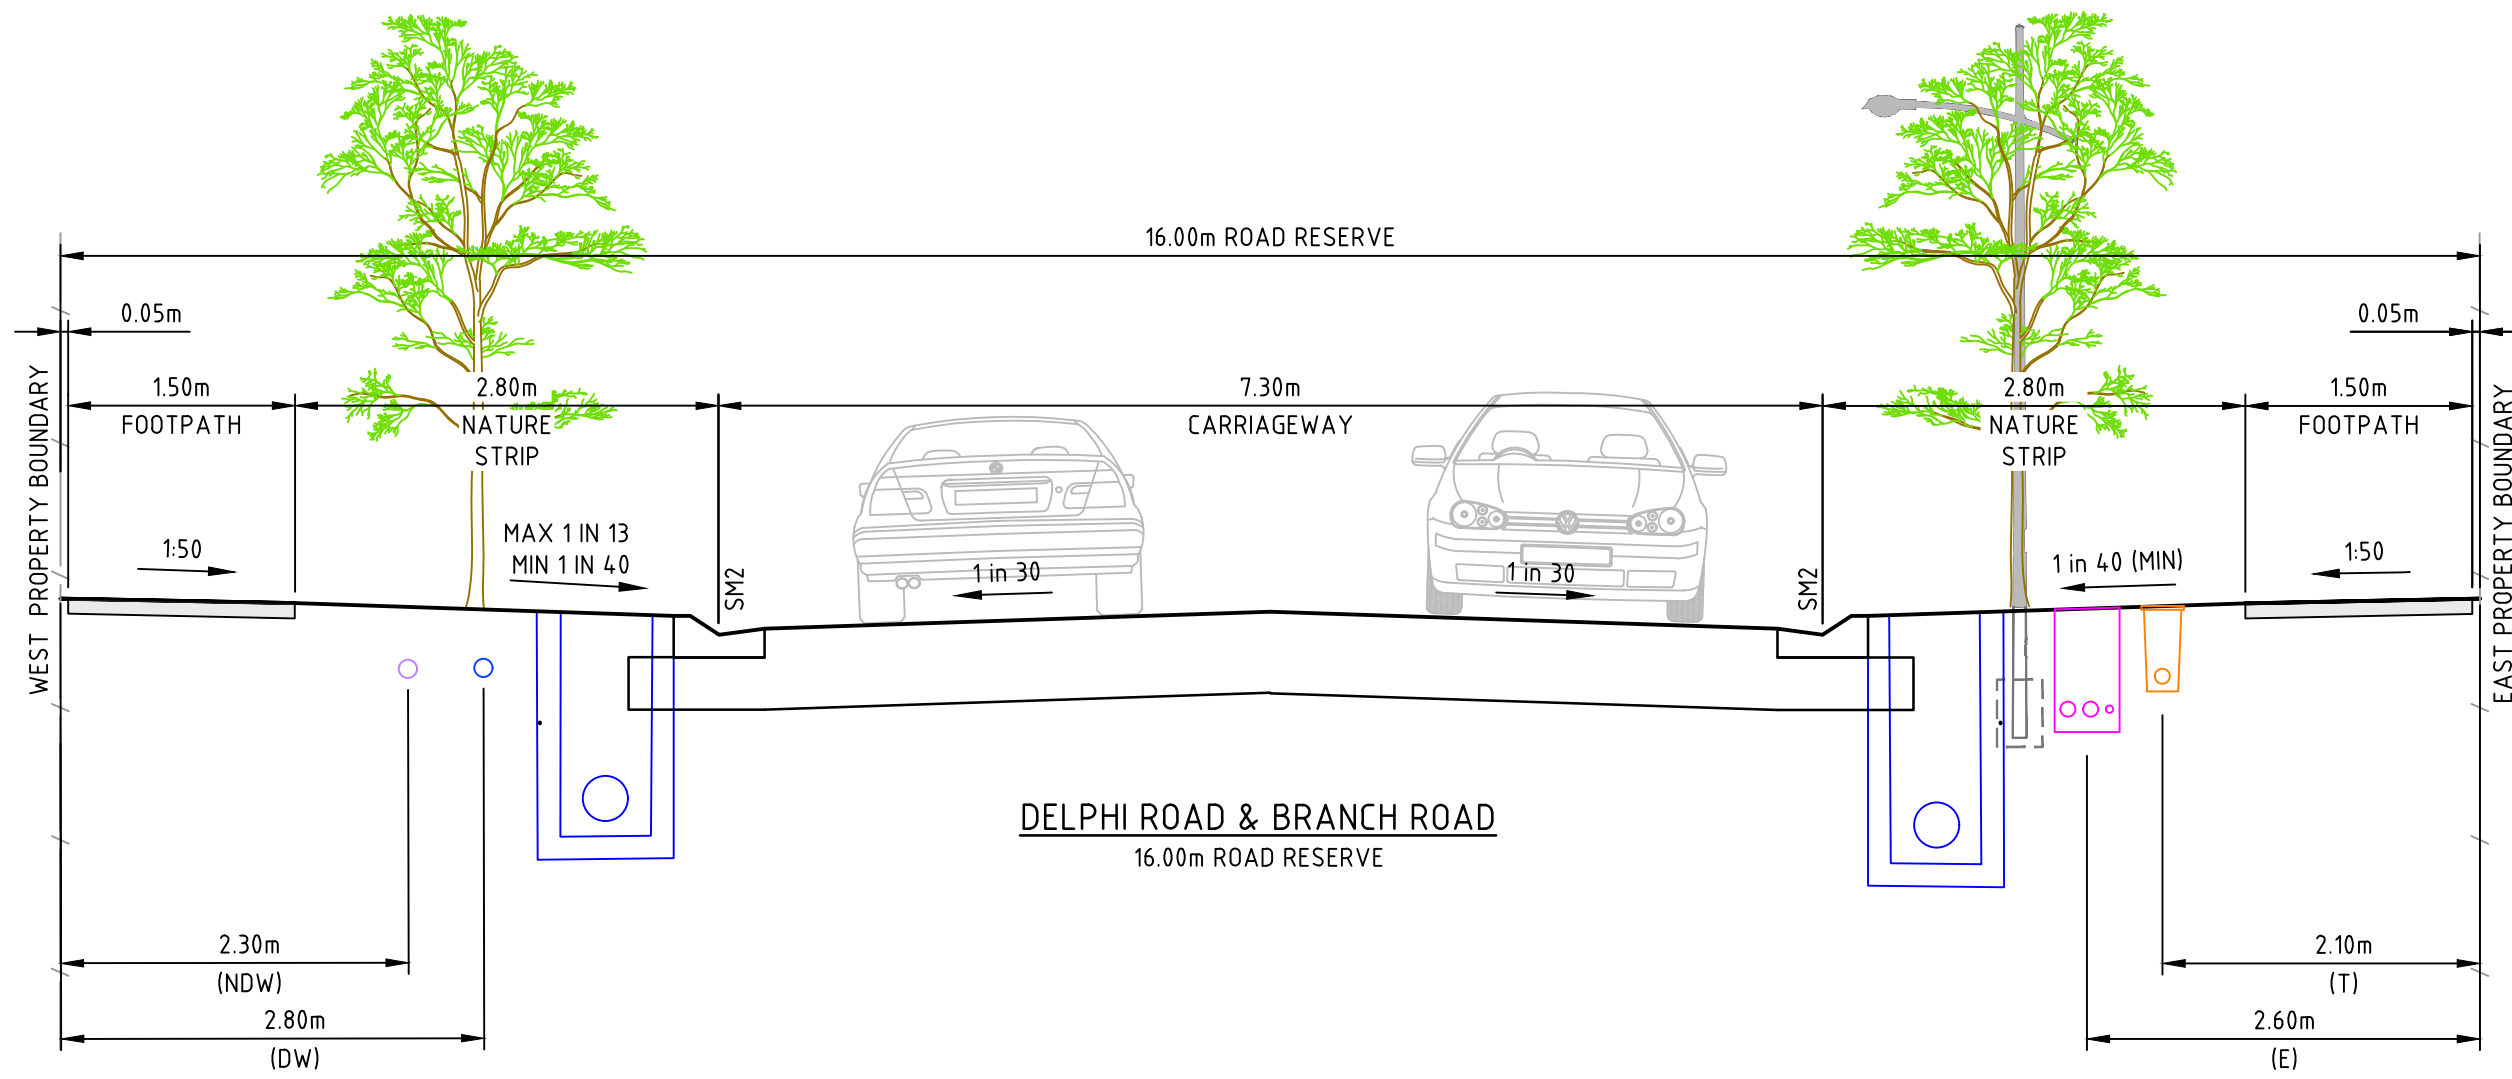 16.00m ROAD RESERVE
0.05m
0.05m
1.50m
FOOTPATH
2.80m
NATURE
STRIP
7.30m
CARRIAGEWAY
2.80m
NATURE
STRIP
1.50m
FOOTPATH
WEST PROPERTY BOUNDARY
EAST PROPERTY BOUNDARY
1:50
MAX 1 IN 13
MIN 1 IN 40
SM2
1 in 30
1 in 30
SM2
1 in 40 (MIN)
1:50
DELPHI ROAD & BRANCH ROAD
16.00m ROAD RESERVE
2.30m
(NDW)
2.80m
(DW)
2.10m
(T)
2.60m
(E)